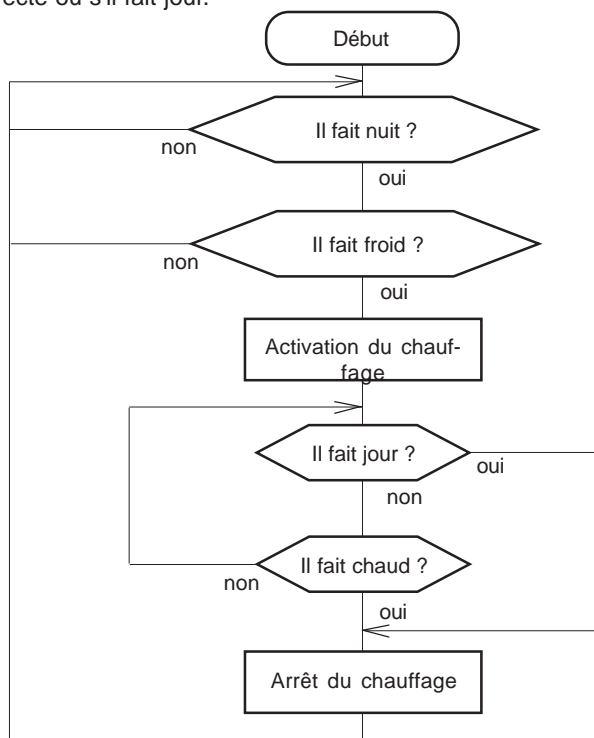 ecté ou s'il fait jour.
Début
Il fait nuit ?
non
oui
Il fait froid ?
non
oui
Activation du chauf-
fage
Il fait jour ?
oui
non
Il fait chaud ?
non
oui
Arrêt du chauffage